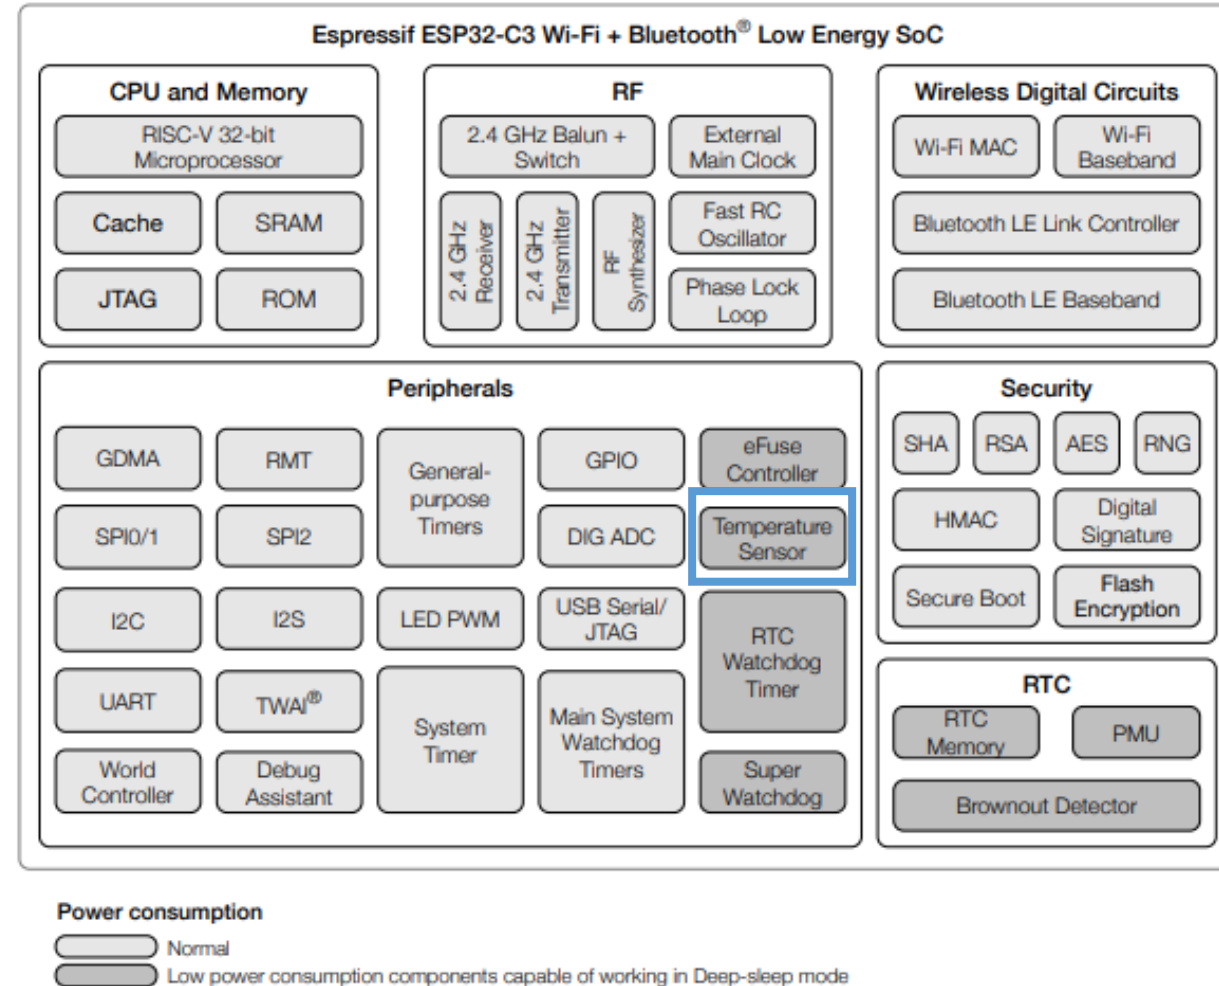 Espressif ESP32-C3 Wi-Fi + Bluetooth® Low Energy SoC
CPU and Memory
RISC-V 32-bit
Microprocessor
Cache
SRAM
JTAG
ROM
RF
2.4 GHz Balun +
Switch
External
Main Clock
2.4 GHz
Receiver
2.4 GHz
Transmitter
RF
Synthesizer
Fast RC
Oscillator
Phase Lock
Loop
Wireless Digital Circuits
Wi-Fi MAC
Wi-Fi
Baseband
Bluetooth LE Link Controller
Bluetooth LE Baseband
Peripherals
GDMA
RMT
General-
purpose
Timers
GPIO
eFuse
Controller
SPI0/1
SPI2
DIG ADC
Temperature
Sensor
I2C
I2S
LED PWM
USB Serial/
JTAG
RTC
Watchdog
Timer
UART
TWAI®
System
Timer
Main System
Watchdog
Timers
World
Controller
Debug
Assistant
Super
Watchdog
Security
SHA
RSA
AES
RNG
HMAC
Digital
Signature
Secure Boot
Flash
Encryption
RTC
RTC
Memory
PMU
Brownout Detector
Power consumption
Normal
Low power consumption components capable of working in Deep-sleep mode